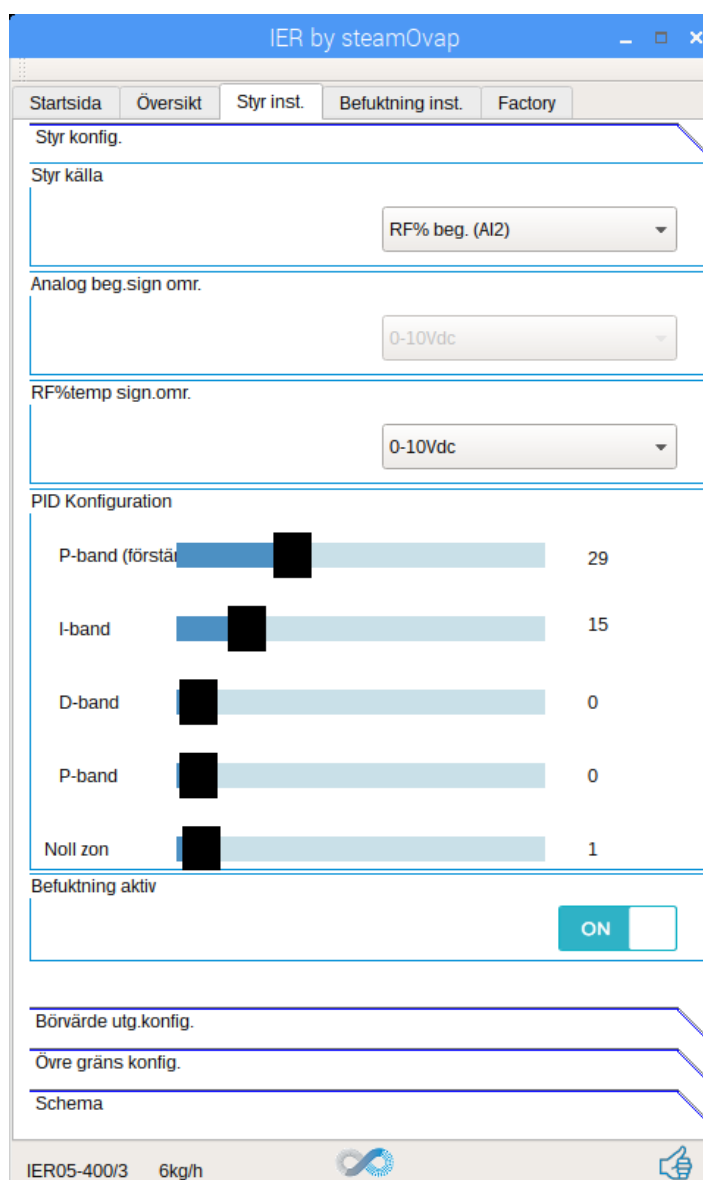 IER by steamOvap
Startsida Översikt Styr inst. Befuktning inst. Factory
Styr konfig.
Styr källa
RF% beg. (AI2)
Analog beg.sign omr.
0-10Vdc
RF%temp sign.omr.
0-10Vdc
PID Konfiguration
P-band (förstär 29
I-band 15
D-band 0
P-band 0
Noll zon 1
Befuktning aktiv
ON
Börvärde utg.konfig.
Övre gräns konfig.
Schema
IER05-400/3 6kg/h